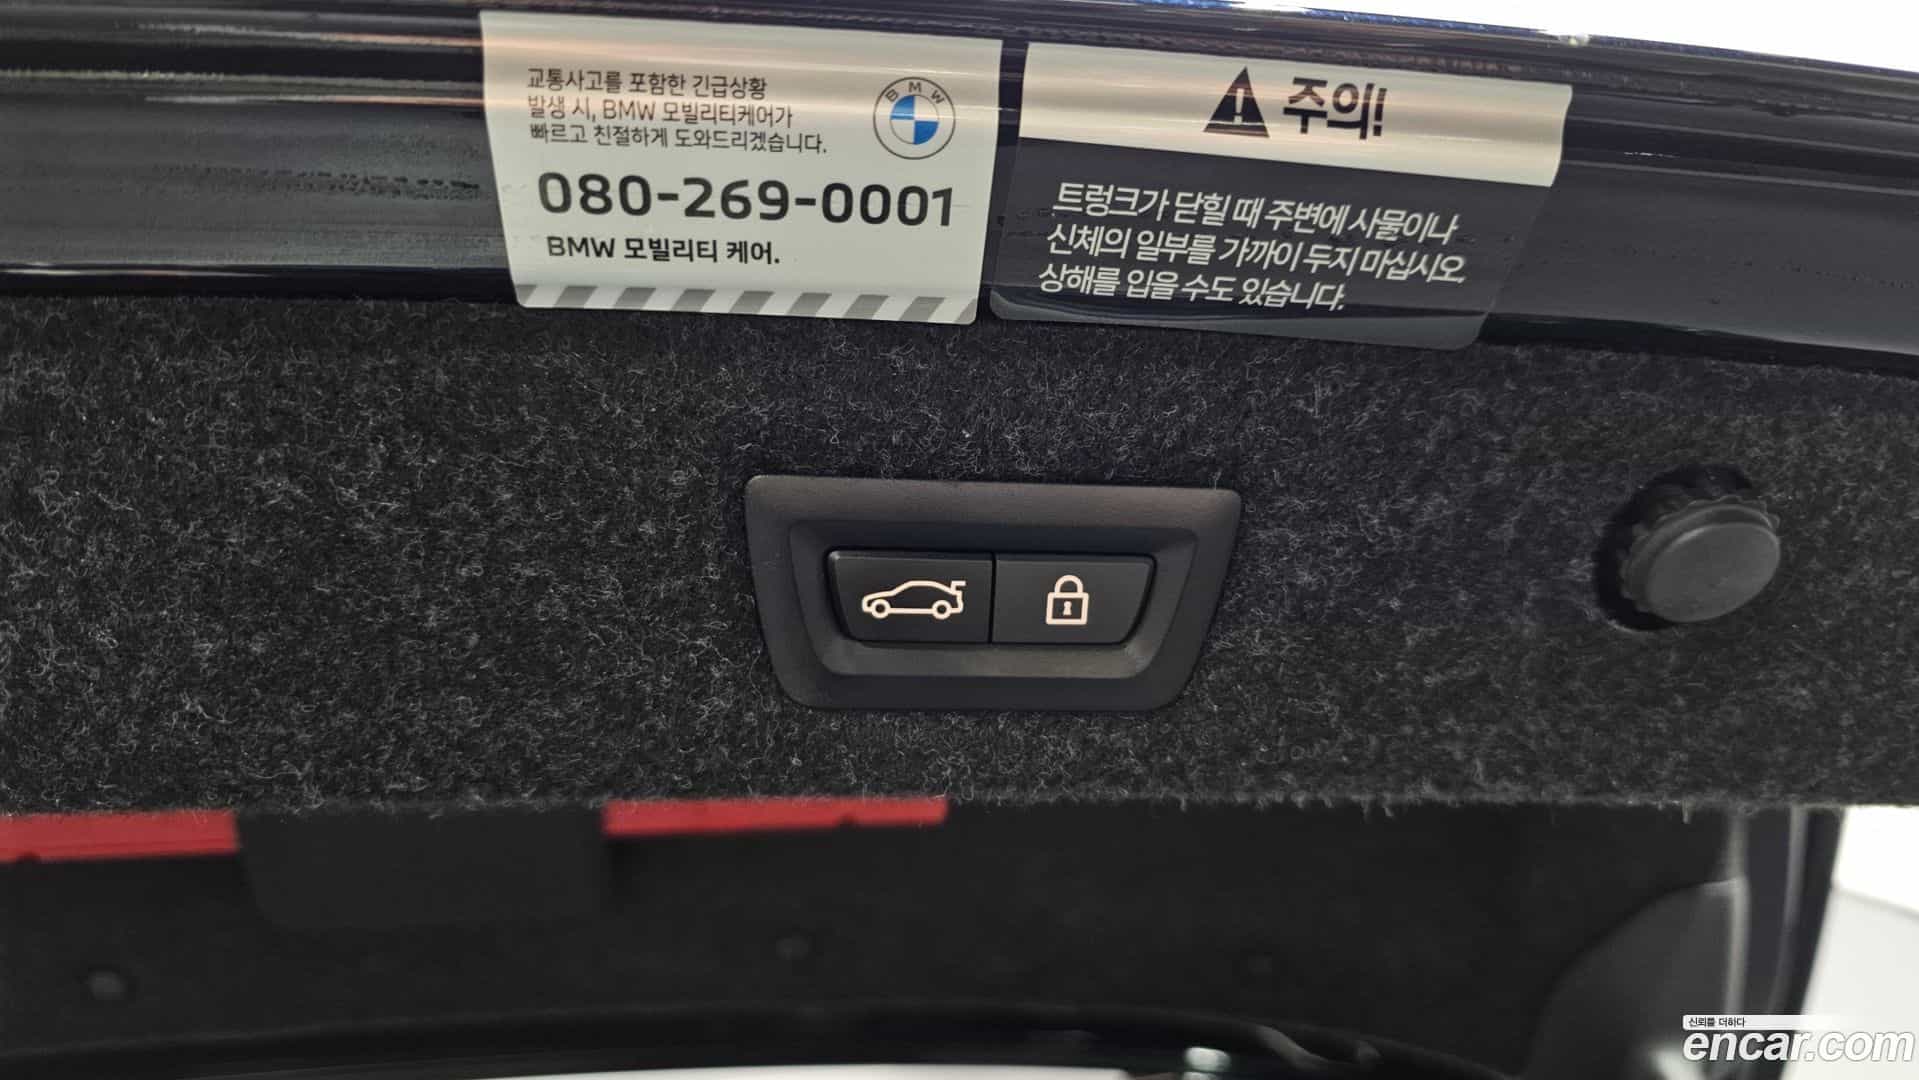 교통사고를 포함한 긴급상황
발생 시, BMW 모빌리티케어가
빠르고 친절하게 도와드리겠습니다.
BMW
080-269-0001
BMW 모빌리티 케어.
주의!
트렁크가 닫힐 때 주변에 사물이나
신체의 일부를 가까이 두지 마십시오.
상해를 입을 수도 있습니다.
신뢰를 더하다
encar.com